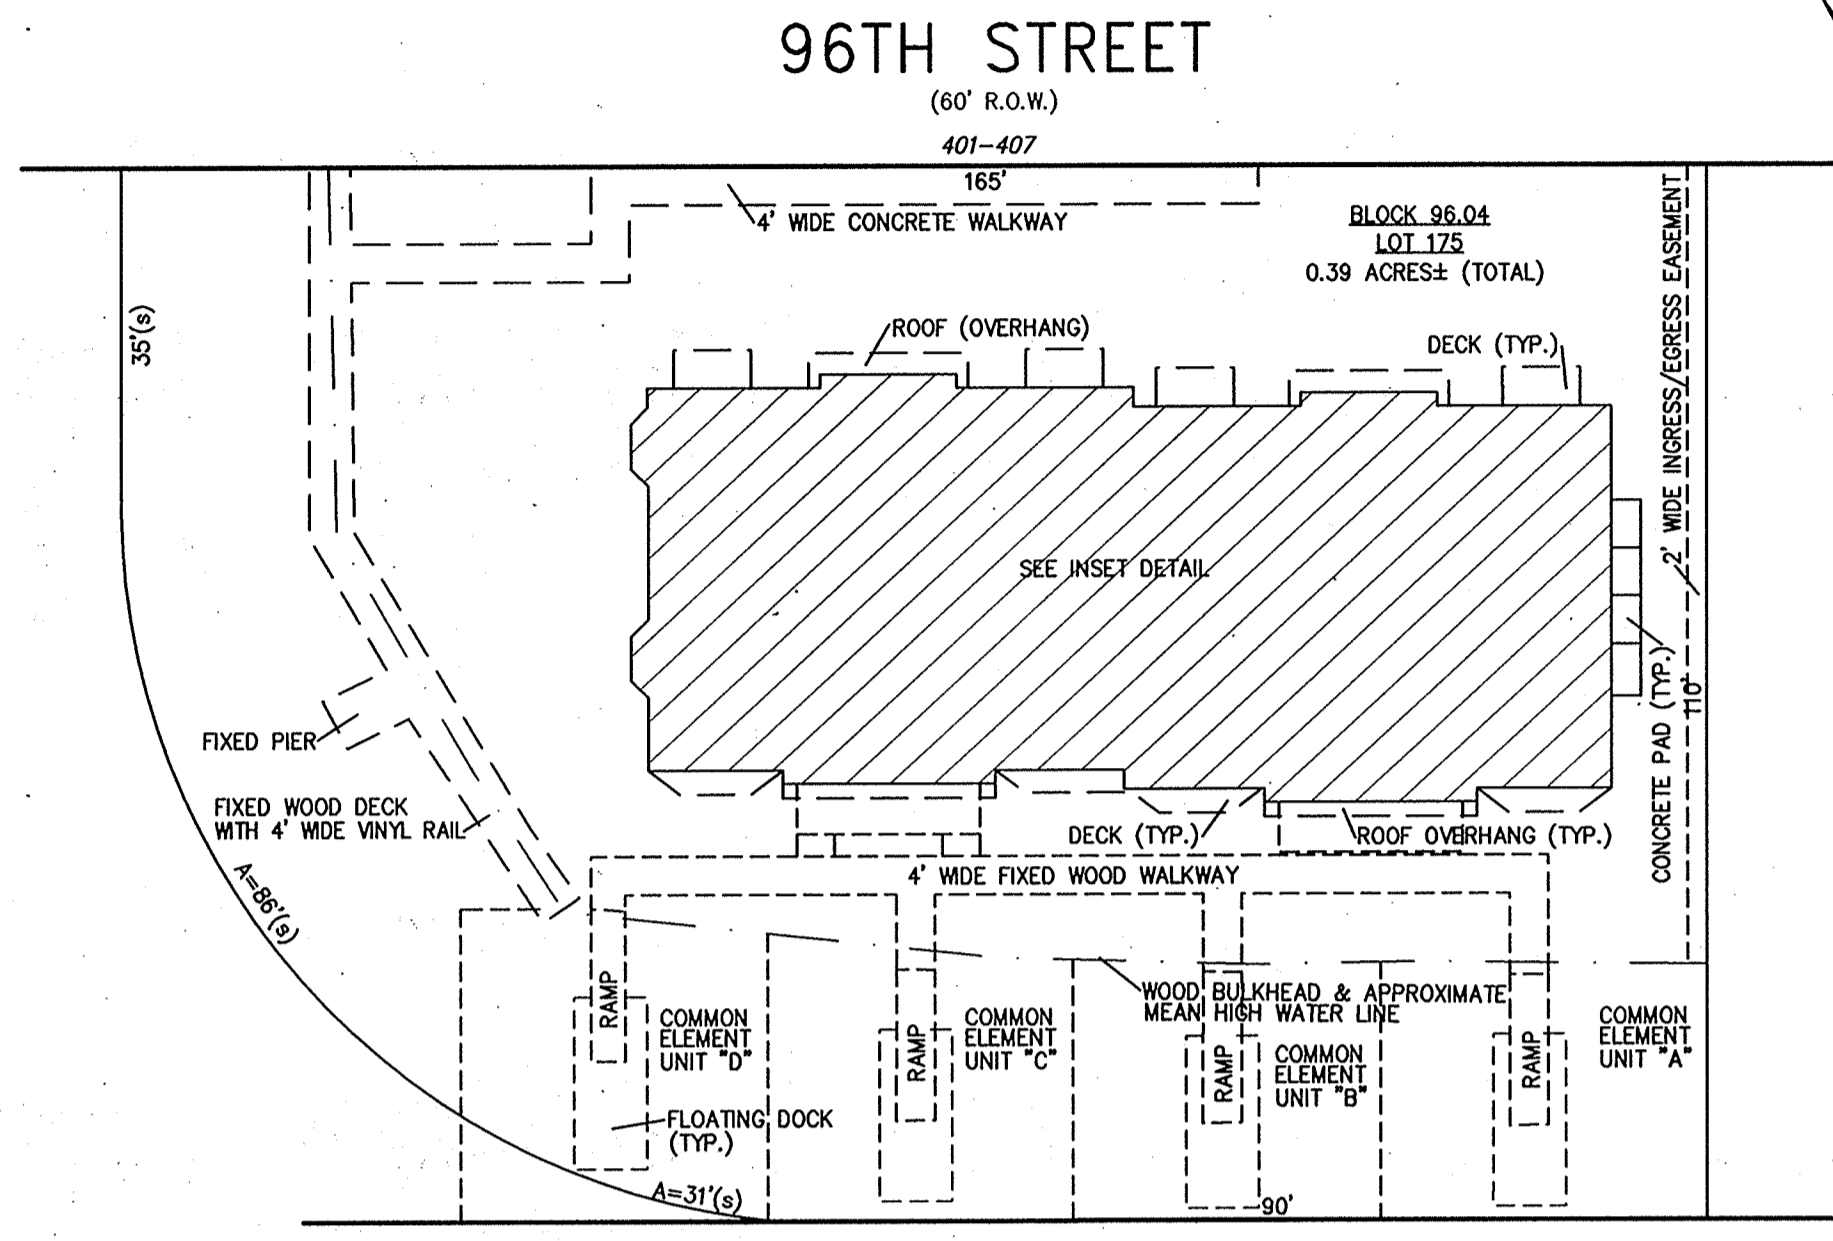 96TH STREET
(60' R.O.W.)
401-407
165'
4' WIDE CONCRETE WALKWAY
BLOCK 96.04
LOT 175
0.39 ACRES± (TOTAL)
2' WIDE INGRESS/EGRESS EASEMENT
35'(s)
ROOF (OVERHANG)
DECK (TYP.)
SEE INSET DETAIL
CONCRETE PAD (TYP.)
110'
FIXED PIER
FIXED WOOD DECK
WITH 4' WIDE VINYL RAIL
DECK (TYP.)
ROOF OVERHANG (TYP.)
4' WIDE FIXED WOOD WALKWAY
A=86'(s)
WOOD BULKHEAD & APPROXIMATE
MEAN HIGH WATER LINE
RAMP
COMMON
ELEMENT
UNIT "D"
RAMP
COMMON
ELEMENT
UNIT "C"
RAMP
COMMON
ELEMENT
UNIT "B"
RAMP
COMMON
ELEMENT
UNIT "A"
FLOATING DOCK
(TYP.)
A=31'(s)
90'